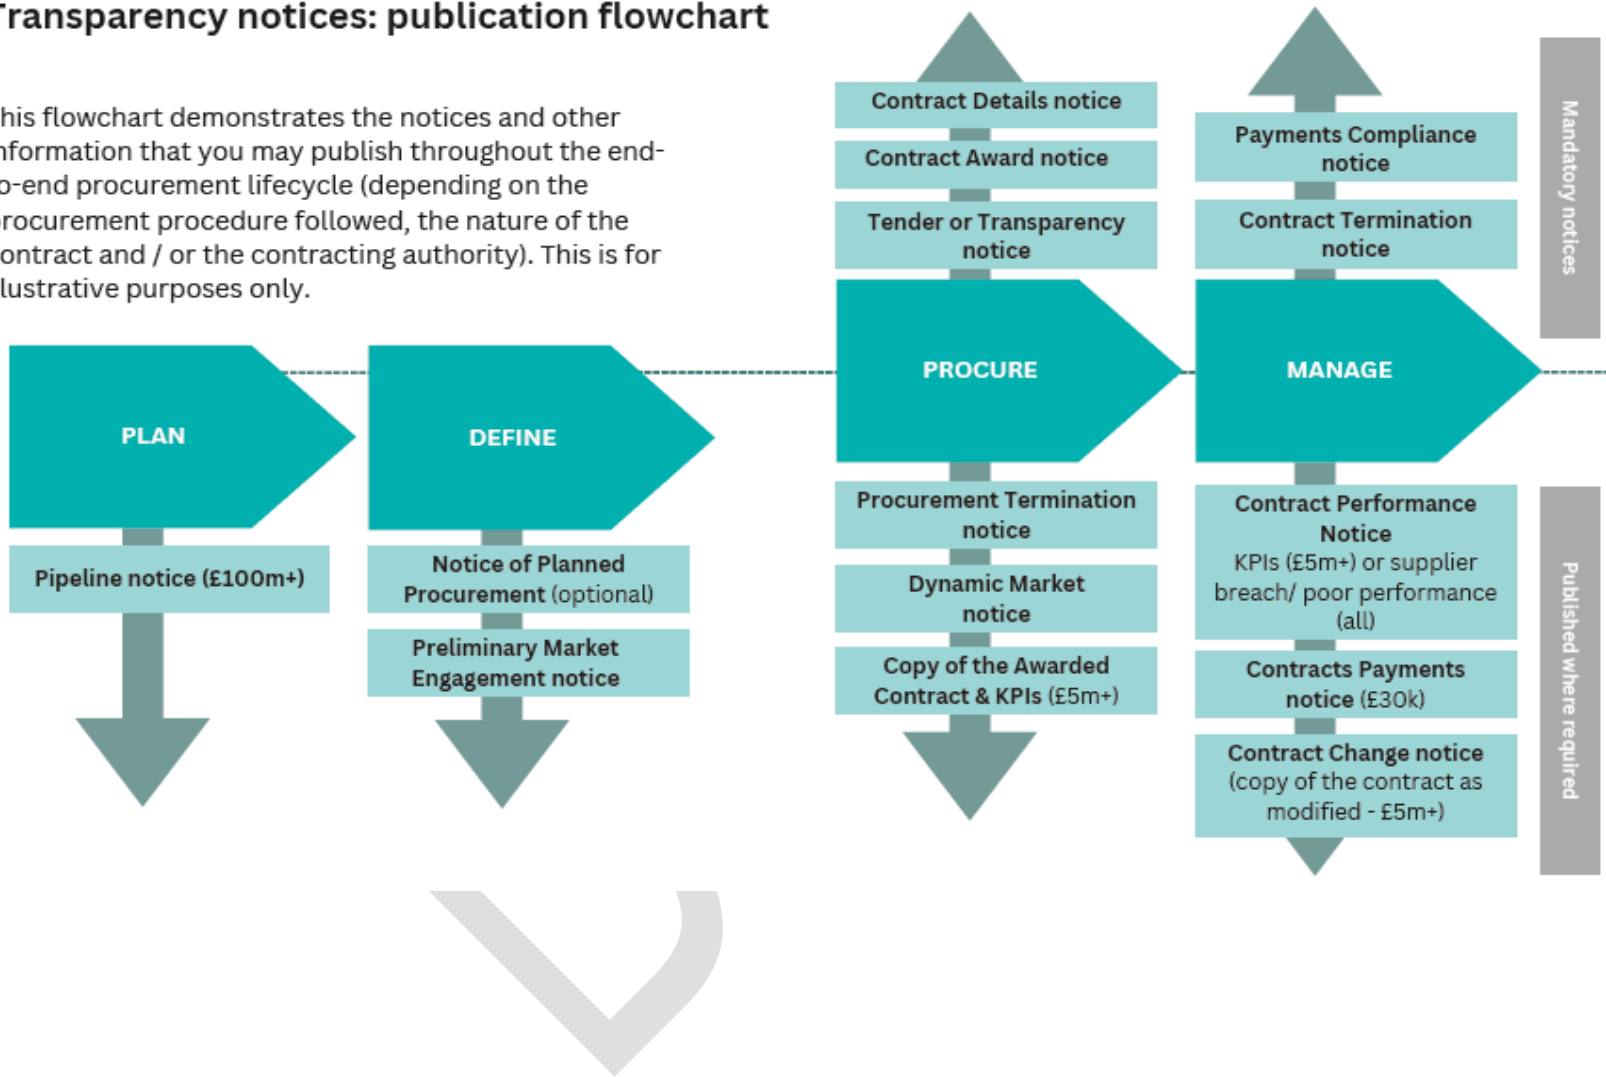 Transparency notices: publication flowchart
his flowchart demonstrates the notices and other
nformation that you may publish throughout the end-
o-end procurement lifecycle (depending on the
rocurement procedure followed, the nature of the
ontract and / or the contracting authority). This is for
lustrative purposes only.
PLAN
Pipeline notice (£100m+)
DEFINE
Notice of Planned
Procurement (optional)
Preliminary Market
Engagement notice
Contract Details notice
Contract Award notice
Tender or Transparency
notice
PROCURE
Procurement Termination
notice
Dynamic Market
notice
Copy of the Awarded
Contract & KPIs (£5m+)
Payments Compliance
notice
Contract Termination
notice
MANAGE
Contract Performance
Notice
KPIs (£5m+) or supplier
breach/ poor performance
(all)
Contracts Payments
notice (£30k)
Contract Change notice
(copy of the contract as
modified - £5m+)
Mandatory notices
Published where required